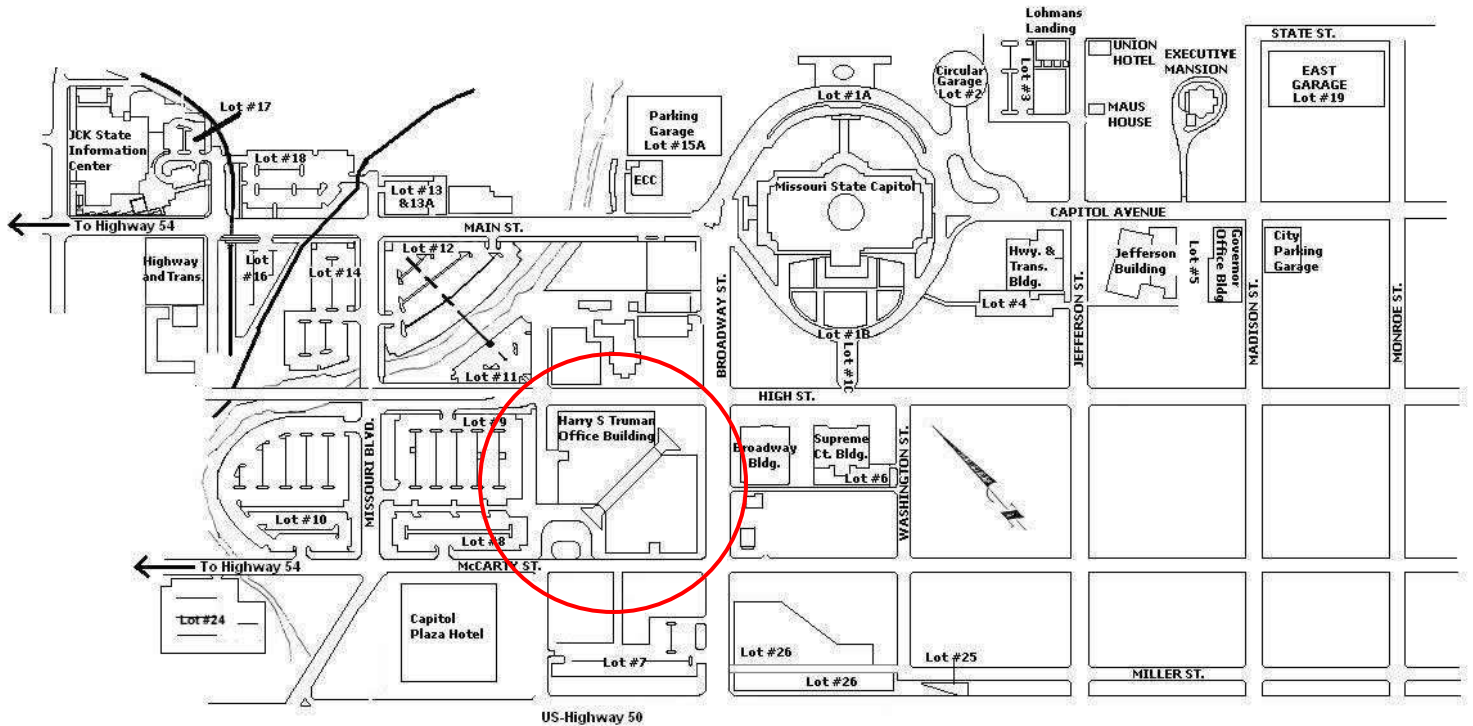 Lohmans
Landing
STATE ST.
UNION
HOTEL
EXECUTIVE
MANSION
Circular
Garage
Lot #2
Lot #3
EAST
GARAGE
Lot #19
Lot #17
Lot #1A
Parking
Garage
Lot #15A
MAUS
HOUSE
JCK State
Information
Center
Lot #18
ECC
Lot #13
&13A
Missouri State Capitol
CAPITOL AVENUE
To Highway 54
MAIN ST.
Lot #12
Highway
and Trans.
Lot
#16
Lot #14
Hwy. &
Trans.
Bldg.
Jefferson
Building
Lot #5
Governor
Office Bldg
City
Parking
Garage
Lot #4
BROADWAY ST.
JEFFERSON ST.
MADISON ST.
MONROE ST.
Lot #1B
Lot #1C
Lot #11
HIGH ST.
MISSOURI BLVD.
Lot #9
Harry S Truman
Office Building
Broadway
Bldg.
Supreme
Ct. Bldg.
Lot #6
WASHINGTON ST.
Lot #10
Lot #8
To Highway 54
McCARTY ST.
Lot #24
Capitol
Plaza Hotel
Lot #7
Lot #26
Lot #25
Lot #26
MILLER ST.
US-Highway 50